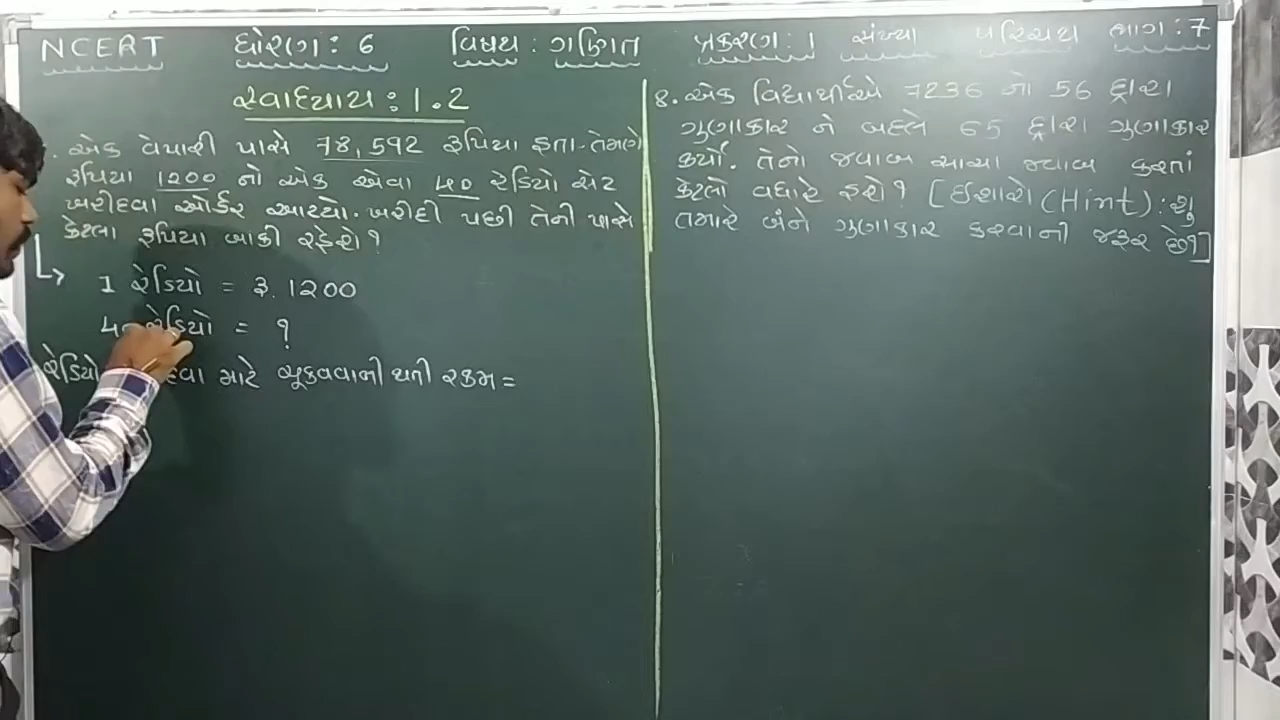 NCERT ધોરણ : 6 વિષય : ગણિત પ્રકરણ : 1 સંખ્યા પરિચય ભાગ : 7
સ્વાધ્યાય : 1.2
. એક વેપારી પાસે 78,592 રૂપિયા હતા. તેમણે
રૂપિયા 1200 નો એક એવા 40 રેડિયો સેટ
ખરીદવા ઓર્ડર આપ્યો. ખરીદી પછી તેની પાસે
કેટલા રૂપિયા બાકી રહેશે ?
1 રેડિયો = રૂ. 1200
40 રેડિયો = ?
રેડિયો માટે ચૂકવવાની થતી રકમ =
8. એક વિદ્યાર્થીએ 7236 ને 56 દ્વારા
ગુણાકાર ને બદલે 65 દ્વારા ગુણાકાર
કર્યો. તેનો જવાબ સાચા જવાબ કરતાં
કેટલો વધારે હશે ? [ઈશારો (Hint) : શુ
તમારે બંને ગુણાકાર કરવાની જરૂર છે?]